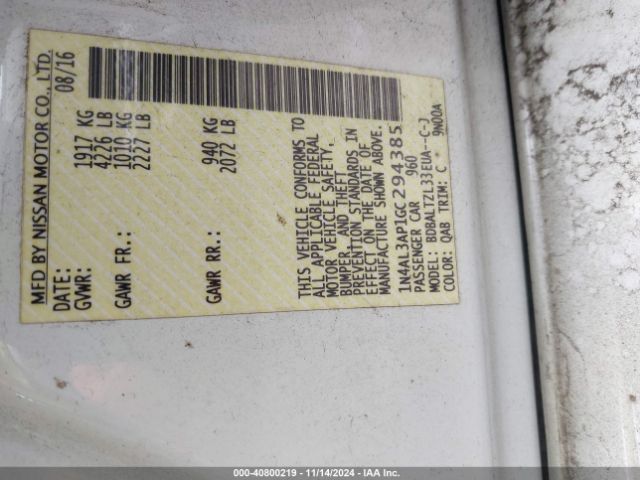 MFD BY NISSAN MOTOR CO., LTD.
DATE: 08/16
GVWR: 1917 KG
4226 LB
GAWR FR.: 1010 KG
2227 LB
GAWR RR.: 940 KG
2072 LB
THIS VEHICLE CONFORMS TO
ALL APPLICABLE FEDERAL
MOTOR VEHICLE SAFETY,
BUMPER, AND THEFT
PREVENTION STANDARDS IN
EFFECT ON THE DATE OF
MANUFACTURE SHOWN ABOVE.
1N4AL3AP1GC294385
PASSENGER CAR 960
MODEL: BDBALTZL33EUA--C-J
COLOR: QAB TRIM: C 9N00A
000-40800219 - 11/14/2024 - IAA Inc.